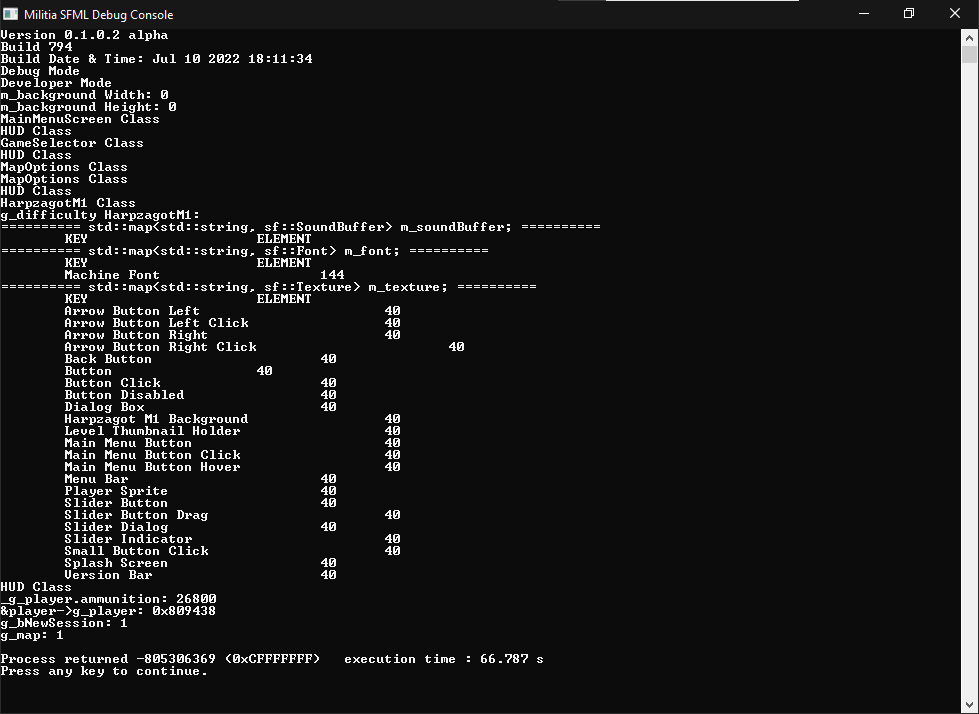 Militia SFML Debug Console
Version 0.1.0.2 alpha
Build 794
Build Date & Time: Jul 10 2022 18:11:34
Debug Mode
Developer Mode
m_background Width: 0
m_background Height: 0
MainMenuScreen Class
HUD Class
GameSelector Class
HUD Class
MapOptions Class
MapOptions Class
HUD Class
HarpzagotM1 Class
g_difficulty HarpzagotM1:
========== std::map<std::string, sf::SoundBuffer> m_soundBuffer; ==========
KEY ELEMENT
========== std::map<std::string, sf::Font> m_font; ==========
KEY ELEMENT
Machine Font 144
========== std::map<std::string, sf::Texture> m_texture; ==========
KEY ELEMENT
Arrow Button Left 40
Arrow Button Left Click 40
Arrow Button Right 40
Arrow Button Right Click 40
Back Button 40
Button 40
Button Click 40
Button Disabled 40
Dialog Box 40
Harpzagot M1 Background 40
Level Thumbnail Holder 40
Main Menu Button 40
Main Menu Button Click 40
Main Menu Button Hover 40
Menu Bar 40
Player Sprite 40
Slider Button 40
Slider Button Drag 40
Slider Dialog 40
Slider Indicator 40
Small Button Click 40
Splash Screen 40
Version Bar 40
HUD Class
_g_player.ammunition: 26800
&player->g_player: 0x809438
g_bNewSession: 1
g_map: 1
Process returned -805306369 (0xCFFFFFFF) execution time : 66.787 s
Press any key to continue.